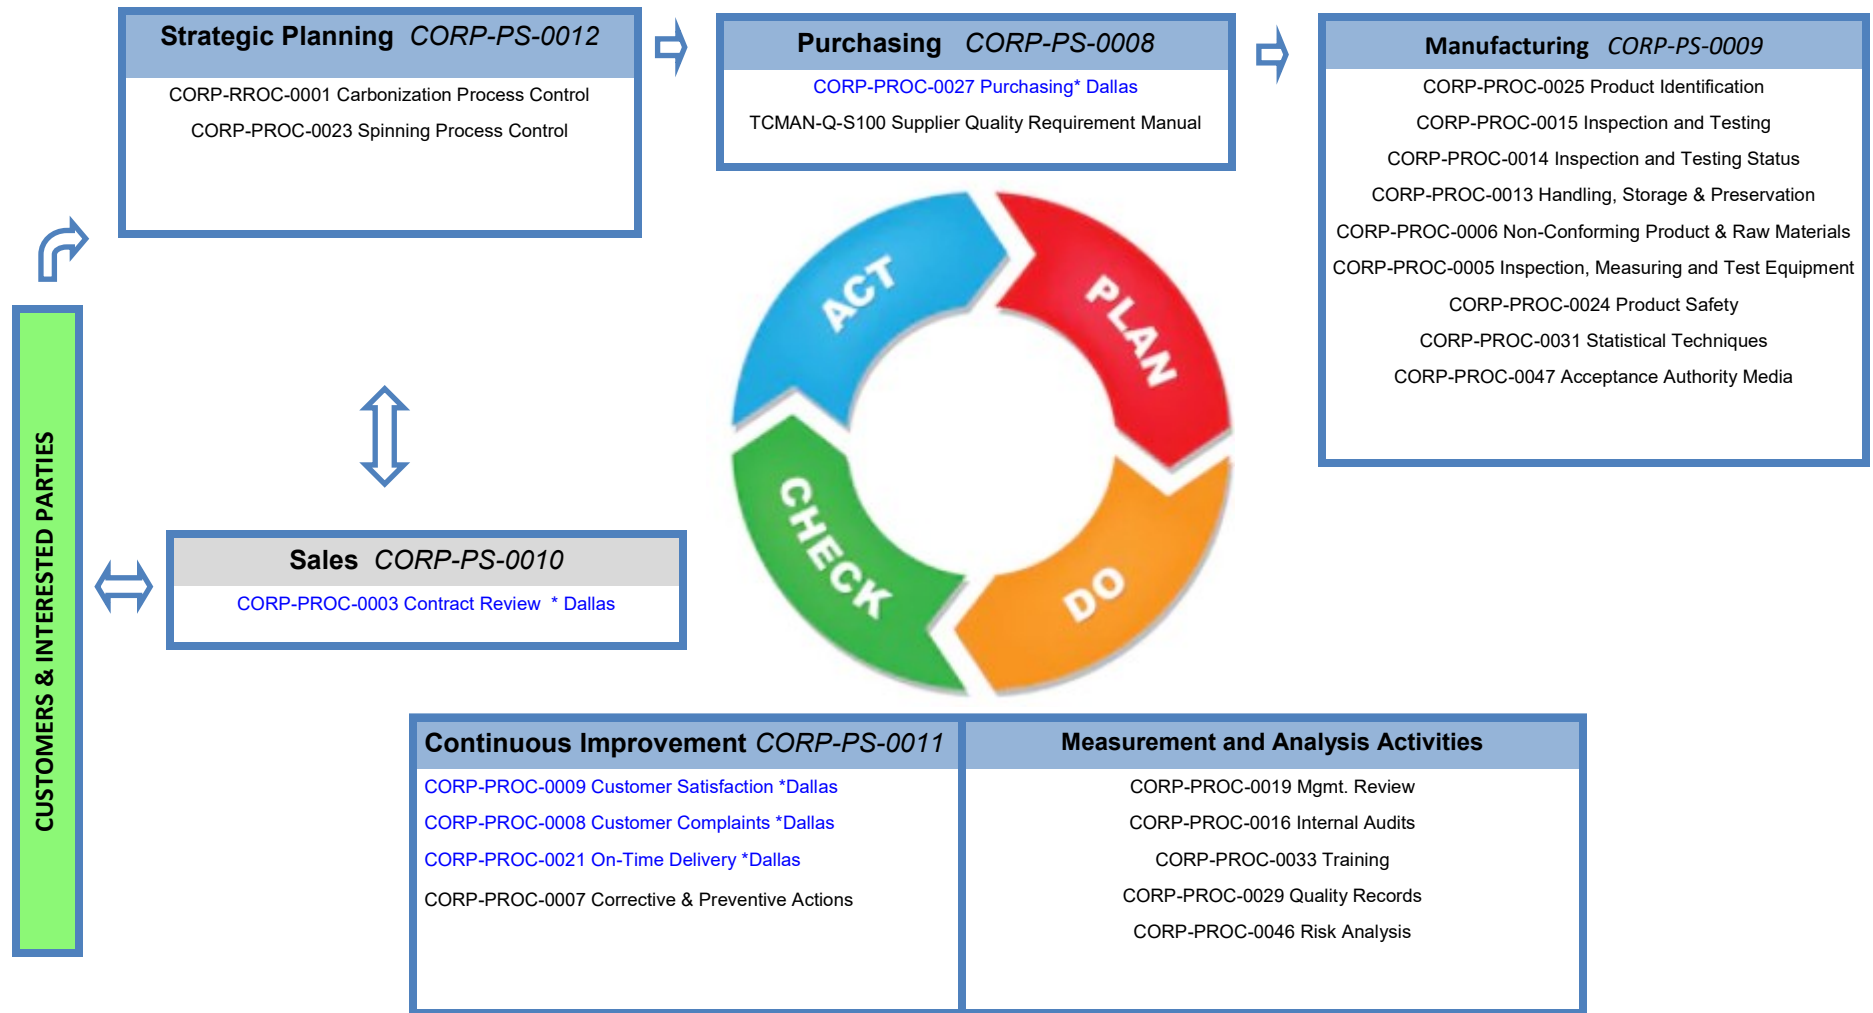 Strategic Planning CORP-PS-0012
CORP-RROC-0001 Carbonization Process Control
CORP-PROC-0023 Spinning Process Control
Purchasing CORP-PS-0008
CORP-PROC-0027 Purchasing* Dallas
TCMAN-Q-S100 Supplier Quality Requirement Manual
Manufacturing CORP-PS-0009
CORP-PROC-0025 Product Identification
CORP-PROC-0015 Inspection and Testing
CORP-PROC-0014 Inspection and Testing Status
CORP-PROC-0013 Handling, Storage & Preservation
CORP-PROC-0006 Non-Conforming Product & Raw Materials
CORP-PROC-0005 Inspection, Measuring and Test Equipment
CORP-PROC-0024 Product Safety
CORP-PROC-0031 Statistical Techniques
CORP-PROC-0047 Acceptance Authority Media
ACT
PLAN
CHECK
DO
CUSTOMERS & INTERESTED PARTIES
Sales CORP-PS-0010
CORP-PROC-0003 Contract Review * Dallas
Continuous Improvement CORP-PS-0011
CORP-PROC-0009 Customer Satisfaction *Dallas
CORP-PROC-0008 Customer Complaints *Dallas
CORP-PROC-0021 On-Time Delivery *Dallas
CORP-PROC-0007 Corrective & Preventive Actions
Measurement and Analysis Activities
CORP-PROC-0019 Mgmt. Review
CORP-PROC-0016 Internal Audits
CORP-PROC-0033 Training
CORP-PROC-0029 Quality Records
CORP-PROC-0046 Risk Analysis